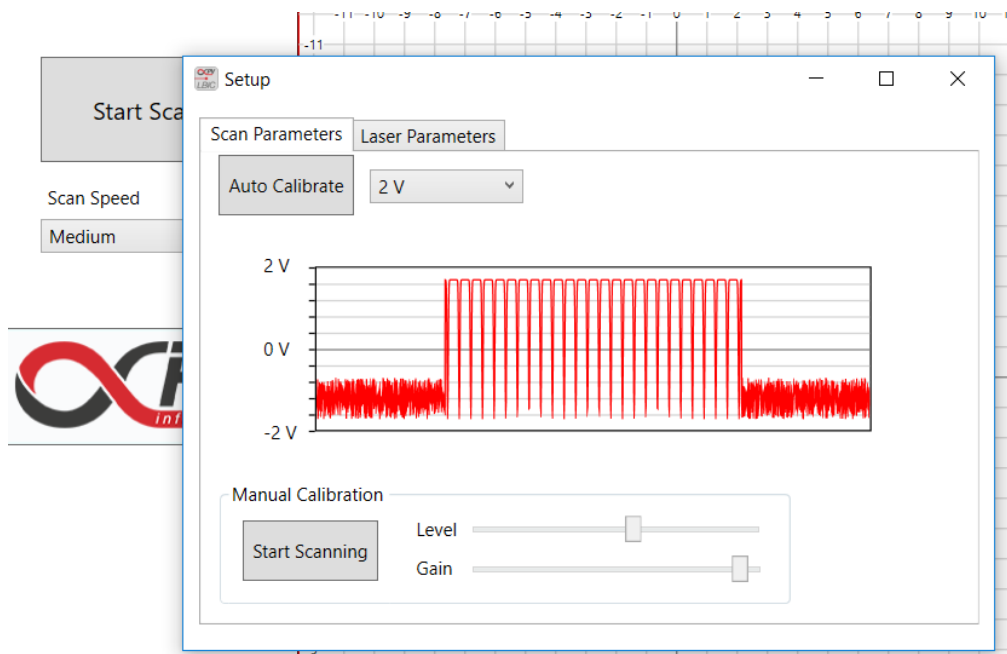 -11 -10 -9 -8 -7 -6 -5 -4 -3 -2 -1 0 1 2 3 4 5 6 7 8 9 10
-11
Setup
Start Sca
Scan Parameters
Laser Parameters
Auto Calibrate
2 V
Scan Speed
Medium
2 V
0 V
-2 V
inf
Manual Calibration
Start Scanning
Level
Gain